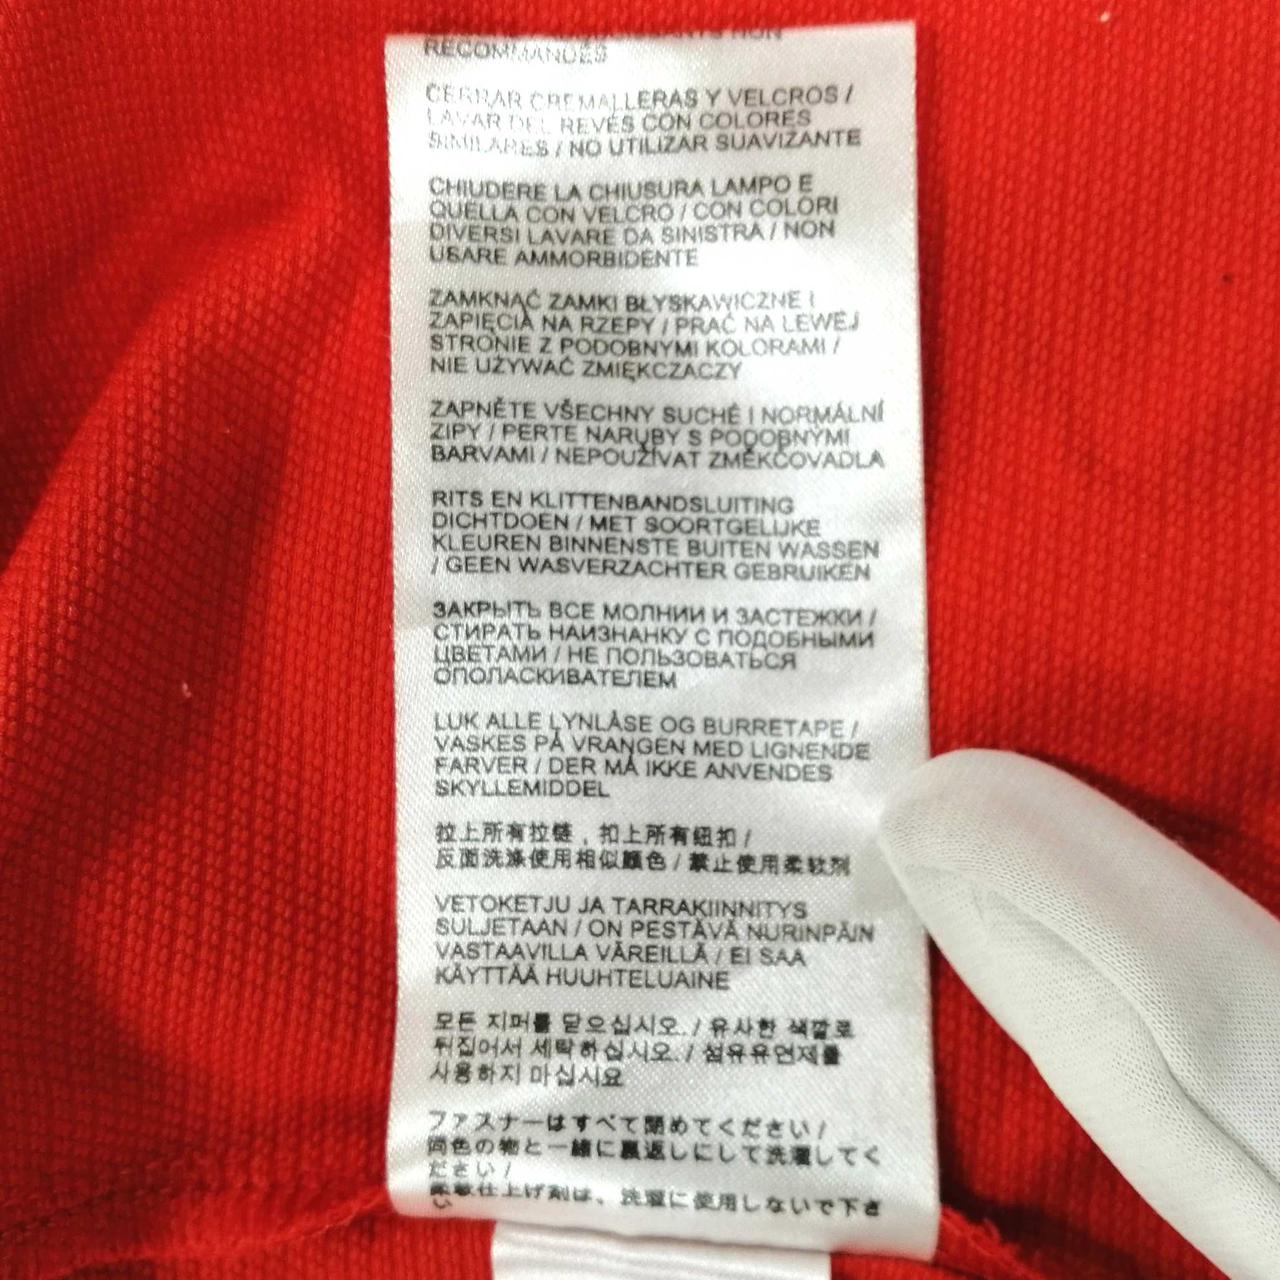 NON
RECOMMANDÉS
CERRAR CREMALLERAS Y VELCROS /
LAVAR DEL REVÉS CON COLORES
SIMILARES / NO UTILIZAR SUAVIZANTE
CHIUDERE LA CHIUSURA LAMPO E
QUELLA CON VELCRO / CON COLORI
DIVERSI LAVARE DA SINISTRA / NON
USARE AMMORBIDENTE
ZAMKNĄĆ ZAMKI BŁYSKAWICZNE I
ZAPIĘCIA NA RZEPY / PRAĆ NA LEWEJ
STRONIE Z PODOBNYMI KOLORAMI /
NIE UŻYWAĆ ZMIĘKCZACZY
ZAPNĚTE VŠECHNY SUCHÉ I NORMÁLNÍ
ZIPY / PERTE NARUBY S PODOBNÝMI
BARVAMI / NEPOUŽÍVAT ZMĚKČOVADLA
RITS EN KLITTENBANDSLUITING
DICHTDOEN / MET SOORTGELIJKE
KLEUREN BINNENSTE BUITEN WASSEN
/ GEEN WASVERZACHTER GEBRUIKEN
ЗАКРЫТЬ ВСЕ МОЛНИИ И ЗАСТЕЖКИ /
СТИРАТЬ НАИЗНАНКУ С ПОДОБНЫМИ
ЦВЕТАМИ / НЕ ПОЛЬЗОВАТЬСЯ
ОПОЛАСКИВАТЕЛЕМ
LUK ALLE LYNLÅSE OG BURRETAPE /
VASKES PÅ VRANGEN MED LIGNENDE
FARVER / DER MÅ IKKE ANVENDES
SKYLLEMIDDEL
拉上所有拉链，扣上所有纽扣 /
反面洗涤使用相似颜色 / 禁止使用柔软剂
VETOKETJU JA TARRAKIINNITYS
SULJETAAN / ON PESTÄVÄ NURINPÄIN
VASTAAVILLA VÄREILLÄ / EI SAA
KÄYTTÄÄ HUUHTELUAINE
모든 지퍼를 닫으십시오. / 유사한 색깔로
뒤집어서 세탁하십시오. / 섬유유연제를
사용하지 마십시요
ファスナーはすべて閉めてください /
同色の物と一緒に裏返しにして洗濯してく
ださい /
柔軟仕上げ剤は、洗濯に使用しないで下さ
い